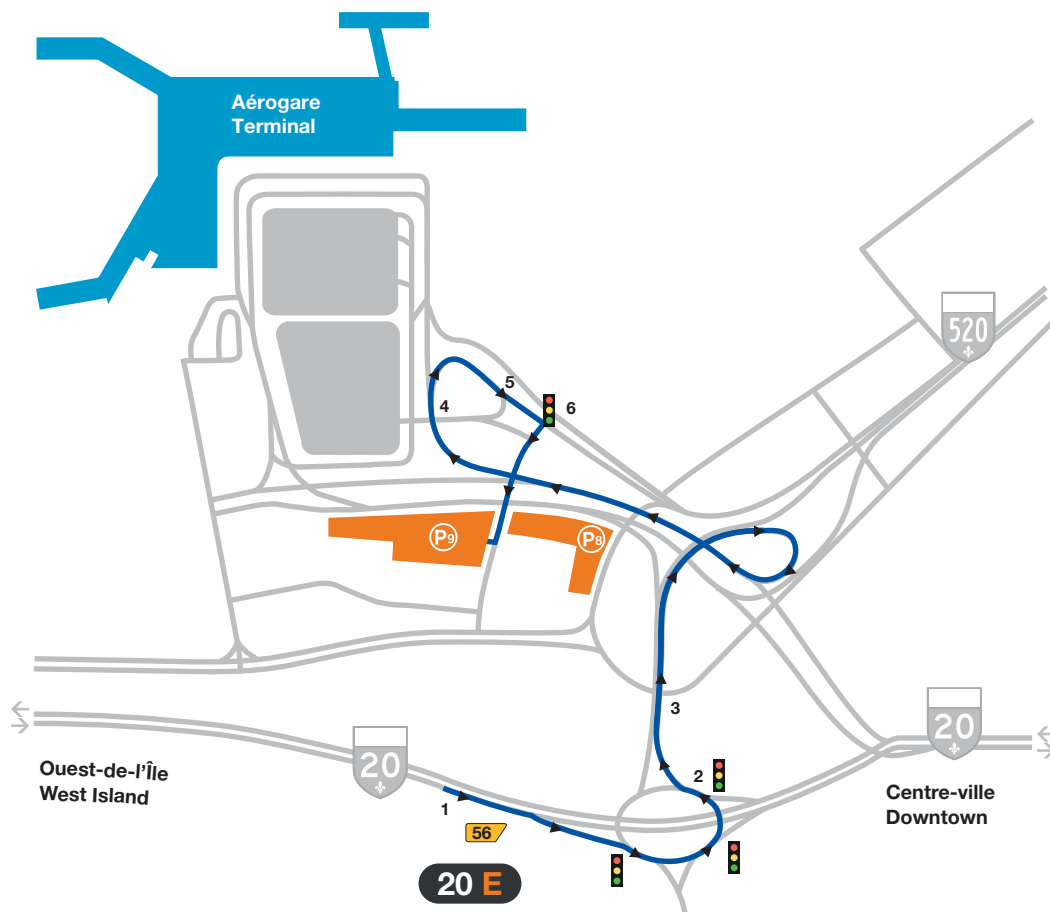 Aérogare
Terminal
520
5
4
6
P9
P8
3
20
20
Ouest-de-l'Île
West Island
2
1
56
Centre-ville
Downtown
20 E